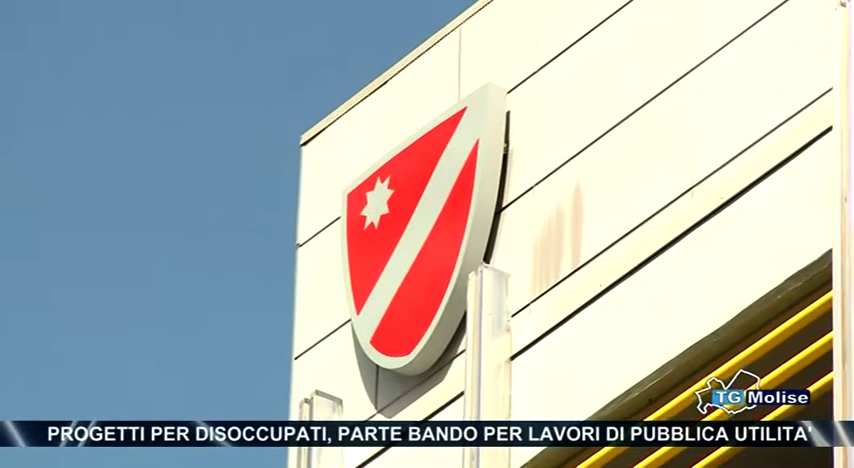 TG Molise
PROGETTI PER DISOCCUPATI, PARTE BANDO PER LAVORI DI PUBBLICA UTILITA'